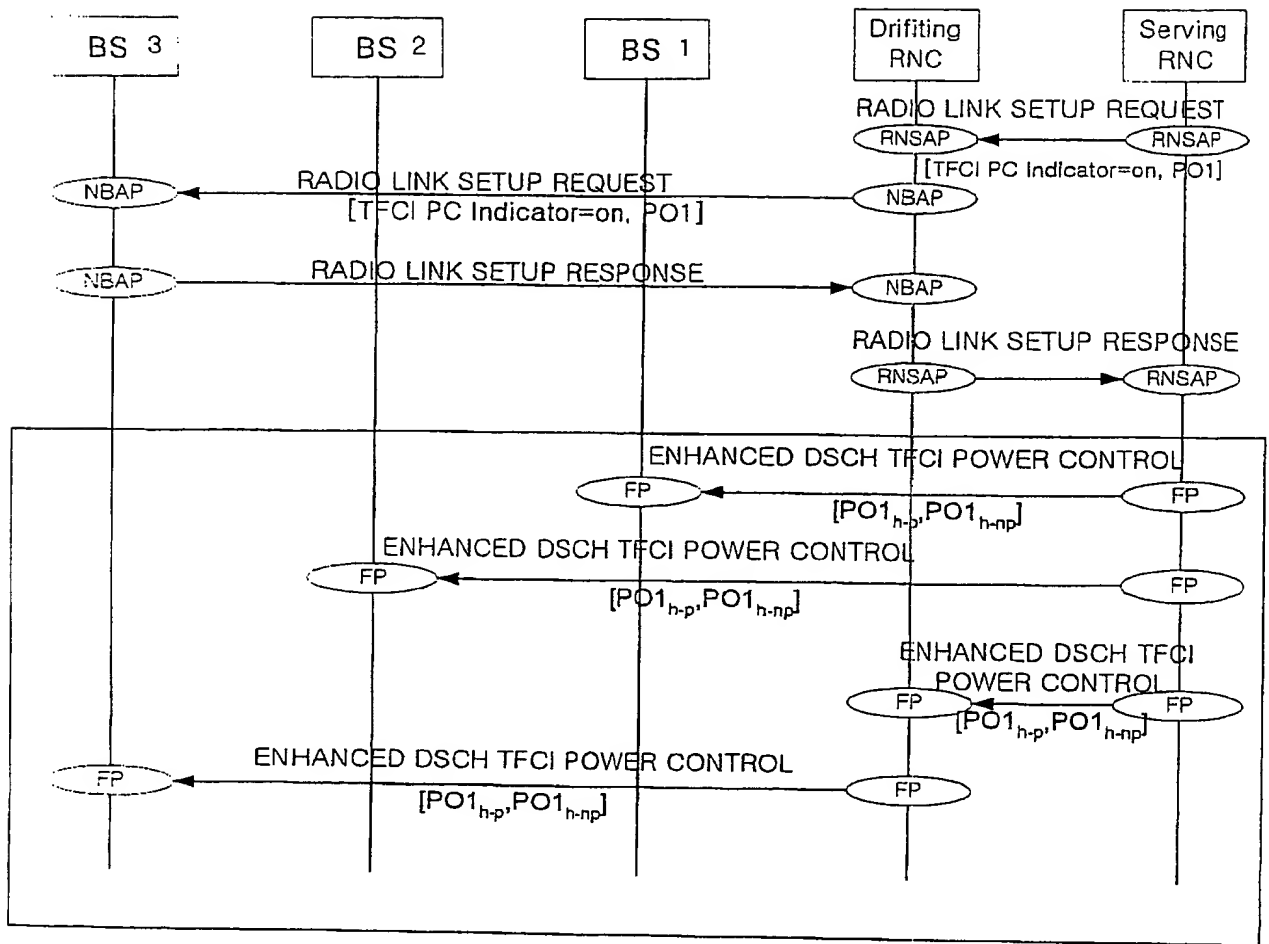 BS 3
BS 2
BS 1
Drifiting
RNC
Serving
RNC
RADIO LINK SETUP REQUEST
RNSAP
RNSAP
[TFCI PC Indicator=on, PO1]
NBAP
RADIO LINK SETUP REQUEST
NBAP
[TFCI PC Indicator=on, PO1]
NBAP
RADIO LINK SETUP RESPONSE
NBAP
RADIO LINK SETUP RESPONSE
RNSAP
RNSAP
ENHANCED DSCH TFCI POWER CONTROL
FP
FP
[PO1h-p,PO1h-np]
ENHANCED DSCH TFCI POWER CONTROL
FP
FP
[PO1h-p,PO1h-np]
ENHANCED DSCH TFCI
POWER CONTROL
FP
FP
[PO1h-p,PO1h-np]
ENHANCED DSCH TFCI POWER CONTROL
FP
FP
[PO1h-p,PO1h-np]